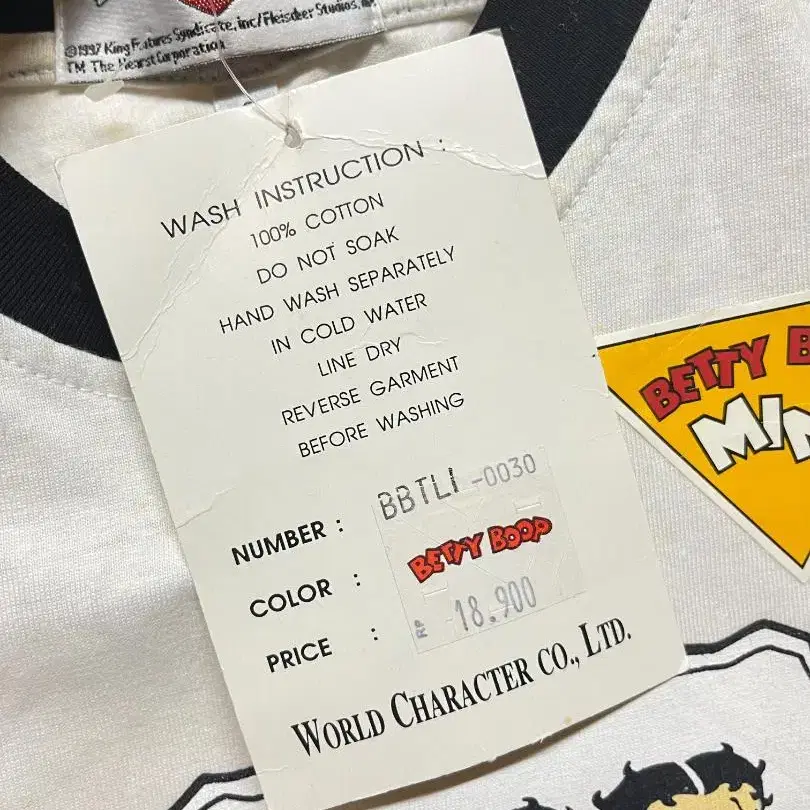 ©1997 King Futures Syndicate, inc/Fleischer Studios, inc
TM The Hearst Corporation
WASH INSTRUCTION :
100% COTTON
DO NOT SOAK
HAND WASH SEPARATELY
IN COLD WATER
LINE DRY
REVERSE GARMENT
BEFORE WASHING
NUMBER : BBTLI -0030
COLOR : BETTY BOOP
PRICE : RP 18.900
WORLD CHARACTER CO., LTD.
BETTY B
MIN